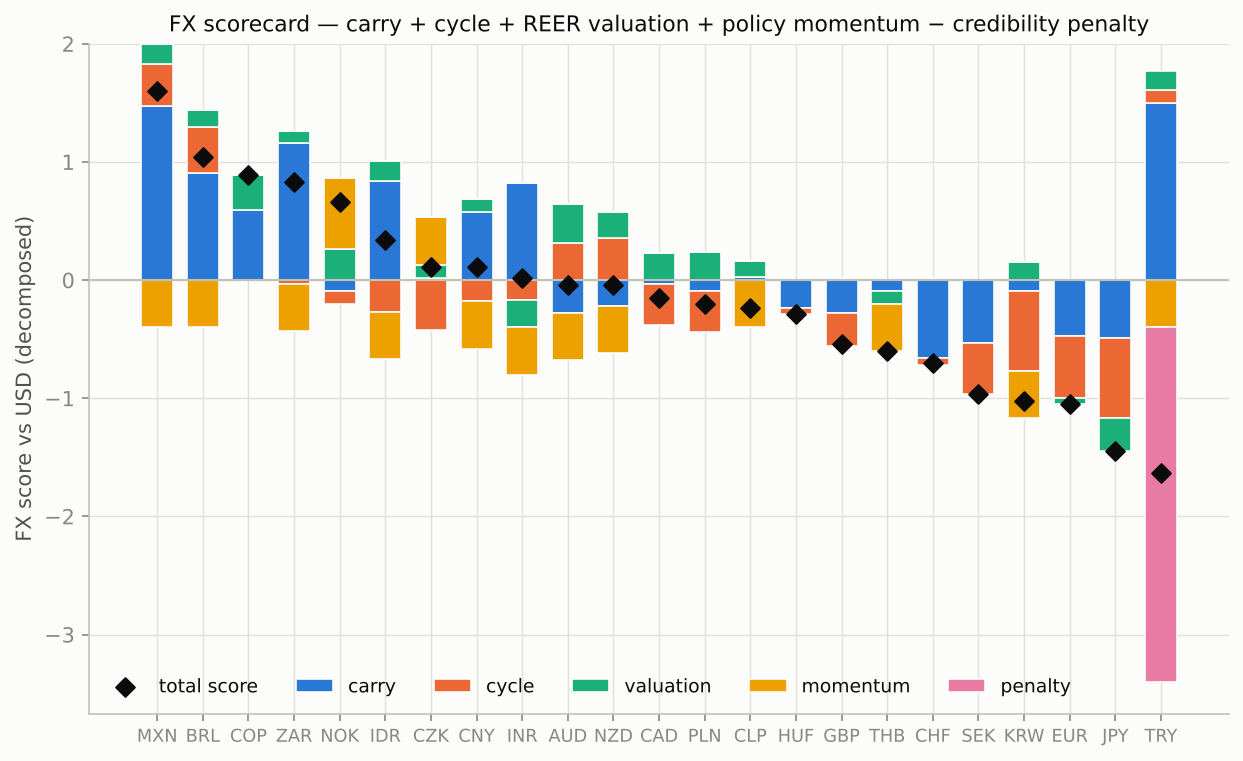 FX scorecard — carry + cycle + REER valuation + policy momentum − credibility penalty
FX score vs USD (decomposed)
2
1
0
−1
−2
−3
total score carry cycle valuation momentum penalty
MXN BRL COP ZAR NOK IDR CZK CNY INR AUD NZD CAD PLN CLP HUF GBP THB CHF SEK KRW EUR JPY TRY